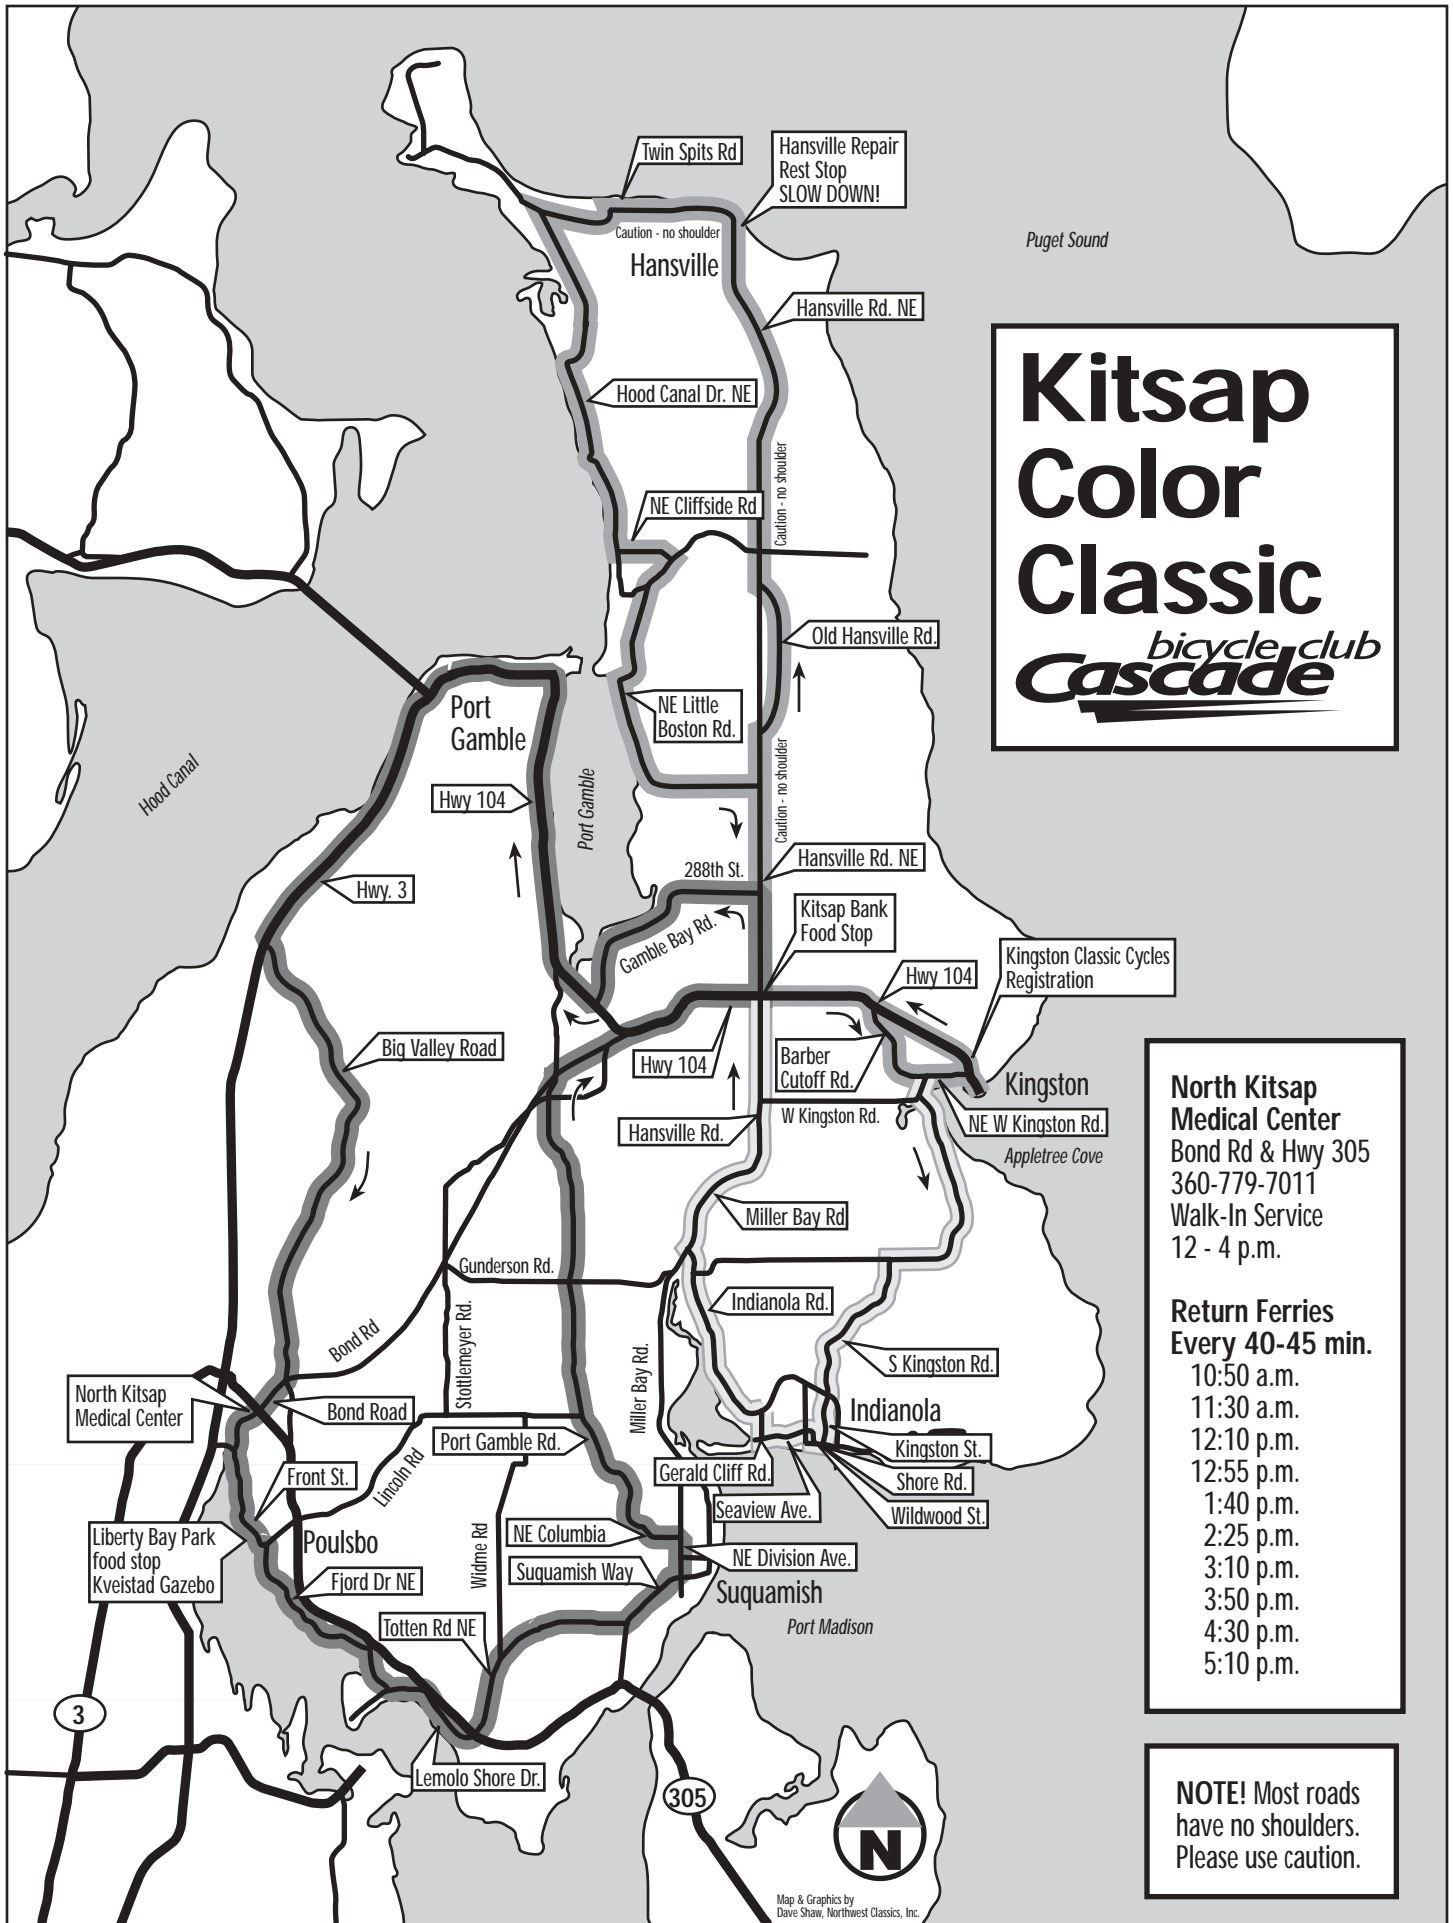 Twin Spits Rd
Hansville Repair
Rest Stop
SLOW DOWN!
Puget Sound
Caution - no shoulder
Hansville
Hansville Rd. NE
Kitsap
Color
Classic
bicycle club
Cascade
Hood Canal Dr. NE
Caution - no shoulder
NE Cliffside Rd
Old Hansville Rd.
NE Little
Boston Rd.
Port
Gamble
Hood Canal
Hwy 104
Port Gamble
Caution - no shoulder
Hansville Rd. NE
288th St.
Hwy. 3
Kitsap Bank
Food Stop
Gamble Bay Rd.
Kingston Classic Cycles
Registration
Hwy 104
Big Valley Road
Hwy 104
Barber
Cutoff Rd.
Kingston
W Kingston Rd.
NE W Kingston Rd.
Hansville Rd.
Appletree Cove
Miller Bay Rd
Gunderson Rd.
Indianola Rd.
Bond Rd
Stottlemeyer Rd.
Miller Bay Rd.
S Kingston Rd.
North Kitsap
Medical Center
Bond Road
Indianola
Port Gamble Rd.
Kingston St.
Lincoln Rd
Gerald Cliff Rd.
Front St.
Shore Rd.
Seaview Ave.
Wildwood St.
Liberty Bay Park
food stop
Kveistad Gazebo
Poulsbo
NE Columbia
Widme Rd
NE Division Ave.
Suquamish Way
Fjord Dr NE
Suquamish
Totten Rd NE
Port Madison
3
Lemolo Shore Dr.
305
N
Map & Graphics by
Dave Shaw, Northwest Classics, Inc.
North Kitsap
Medical Center
Bond Rd & Hwy 305
360-779-7011
Walk-In Service
12 - 4 p.m.
Return Ferries
Every 40-45 min.
10:50 a.m.
11:30 a.m.
12:10 p.m.
12:55 p.m.
1:40 p.m.
2:25 p.m.
3:10 p.m.
3:50 p.m.
4:30 p.m.
5:10 p.m.
NOTE! Most roads
have no shoulders.
Please use caution.